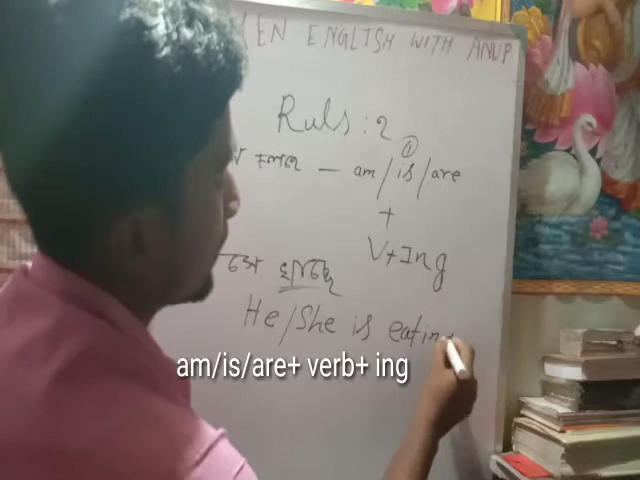 EN ENGLISH WITH ANUP
Ruls : 2
①
— am/is/are
+
V+Ing
সে
He/She is eatin
am/is/are+ verb+ ing